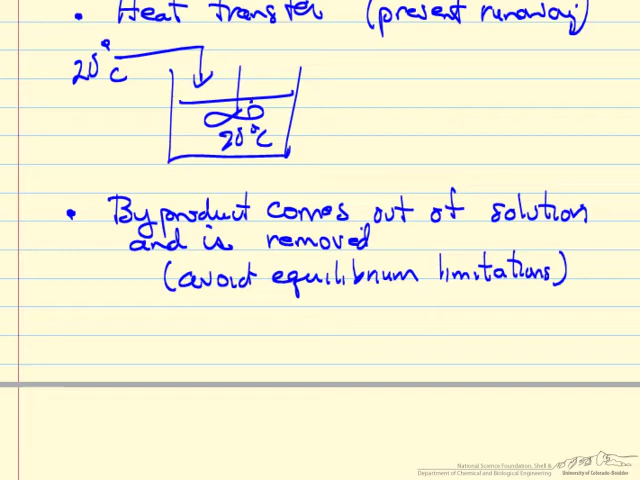 • Heat transfer (prevent runaway)
20°C
20°C
• Byproduct comes out of solution
and is removed
(avoid equilibrium limitations)
National Science Foundation, Shell &
Department of Chemical and Biological Engineering
University of Colorado-Boulder